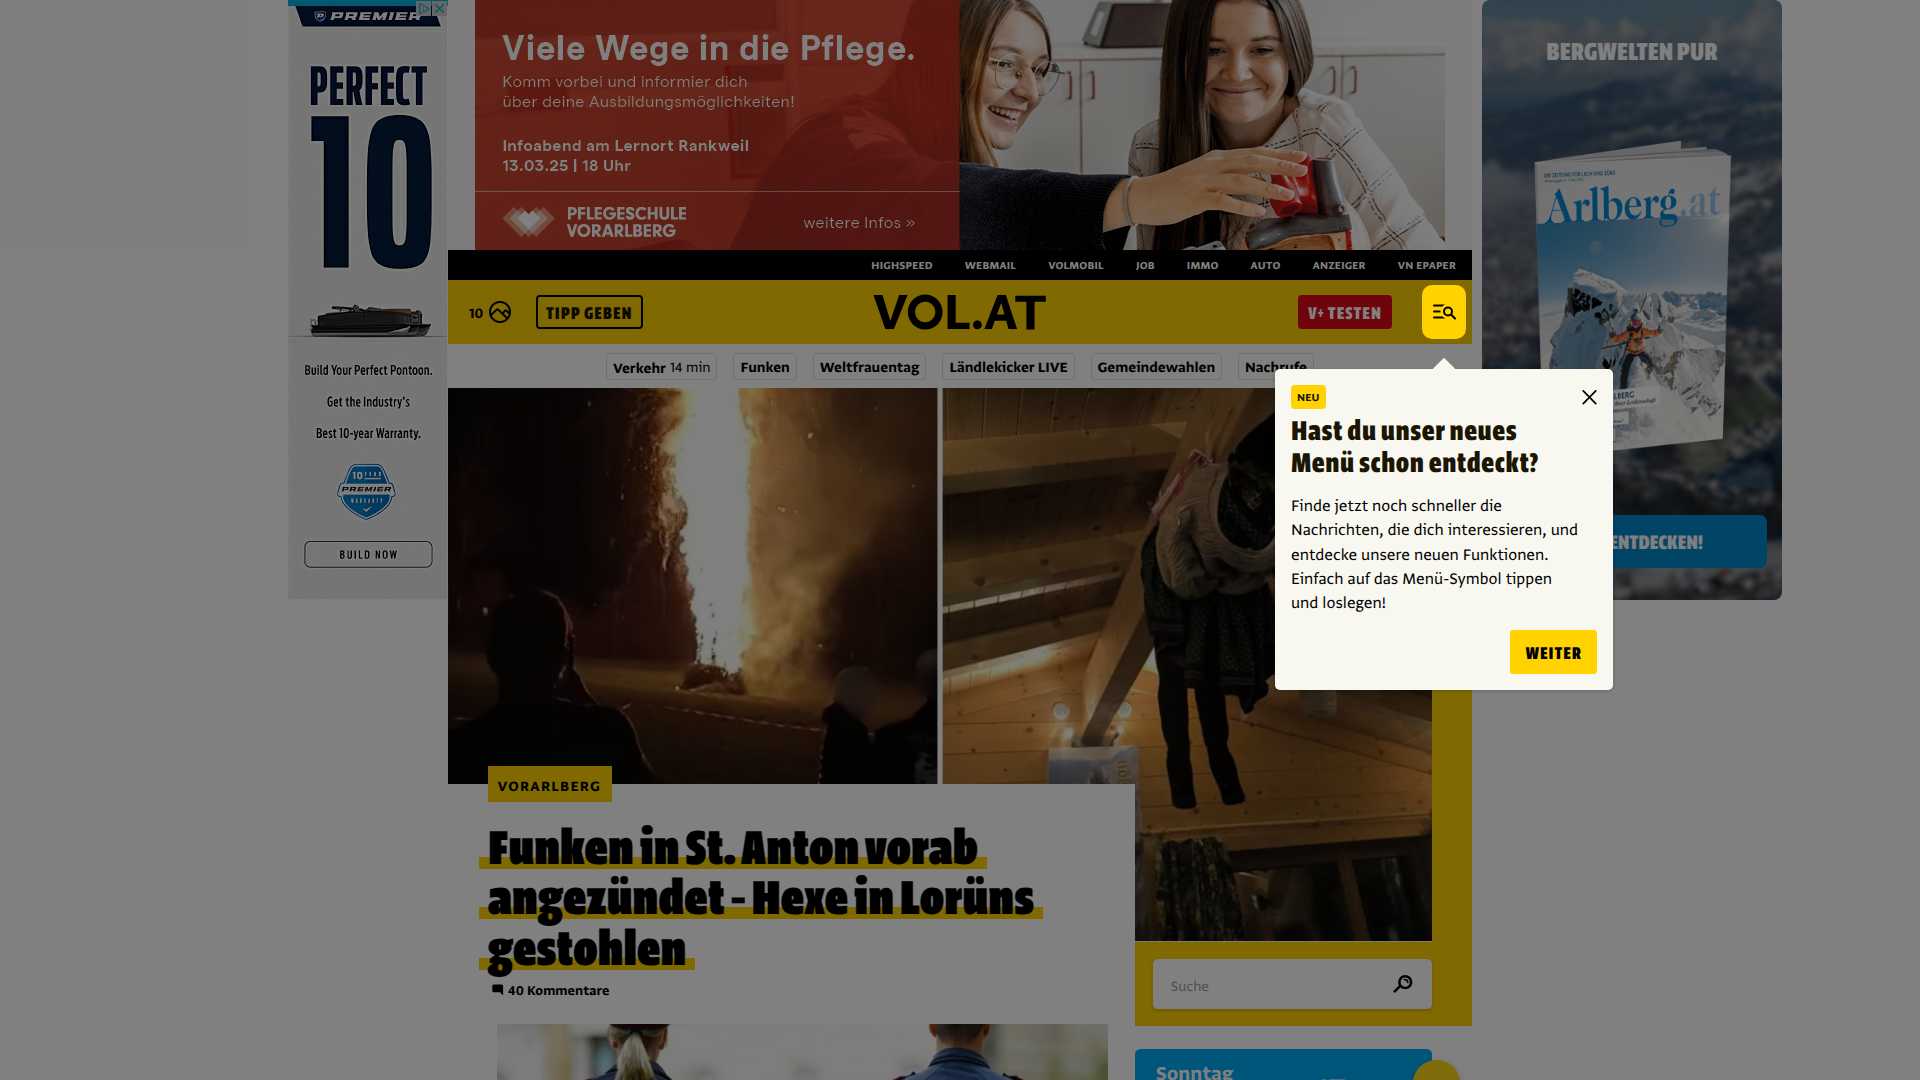 PREMIER
PERFECT
10
Build Your Perfect Pontoon.
Get the Industry's
Best 10-year Warranty.
10 YEAR
PREMIER
WARRANTY
BUILD NOW
Viele Wege in die Pflege.
Komm vorbei und informier dich
über deine Ausbildungsmöglichkeiten!
Infoabend am Lernort Rankweil
13.03.25 | 18 Uhr
PFLEGESCHULE
VORARLBERG
weitere Infos »
BERGWELTEN PUR
Arlberg.at
ENTDECKEN!
HIGHSPEED
WEBMAIL
VOLMOBIL
JOB
IMMO
AUTO
ANZEIGER
VN EPAPER
10
TIPP GEBEN
VOL.AT
V+ TESTEN
Verkehr 14 min
Funken
Weltfrauentag
Ländlekicker LIVE
Gemeindewahlen
Nachrufe
NEU
Hast du unser neues
Menü schon entdeckt?
Finde jetzt noch schneller die
Nachrichten, die dich interessieren, und
entdecke unsere neuen Funktionen.
Einfach auf das Menü-Symbol tippen
und loslegen!
WEITER
VORARLBERG
Funken in St. Anton vorab
angezündet - Hexe in Lorüns
gestohlen
40 Kommentare
Suche
Sonntag